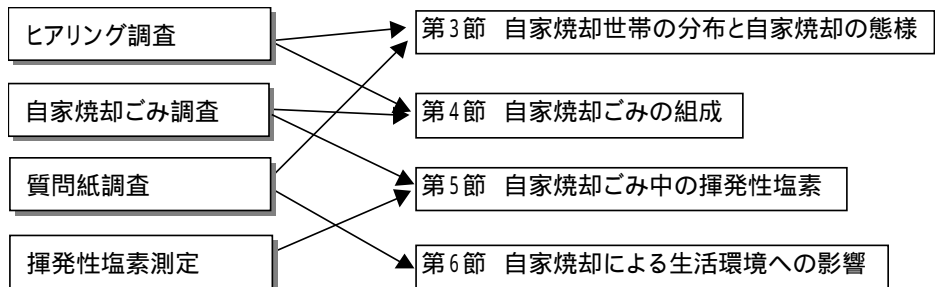 ヒアリング調査
自家焼却ごみ調査
質問紙調査
揮発性塩素測定
第3節 自家焼却世帯の分布と自家焼却の態様
第4節 自家焼却ごみの組成
第5節 自家焼却ごみ中の揮発性塩素
第6節 自家焼却による生活環境への影響